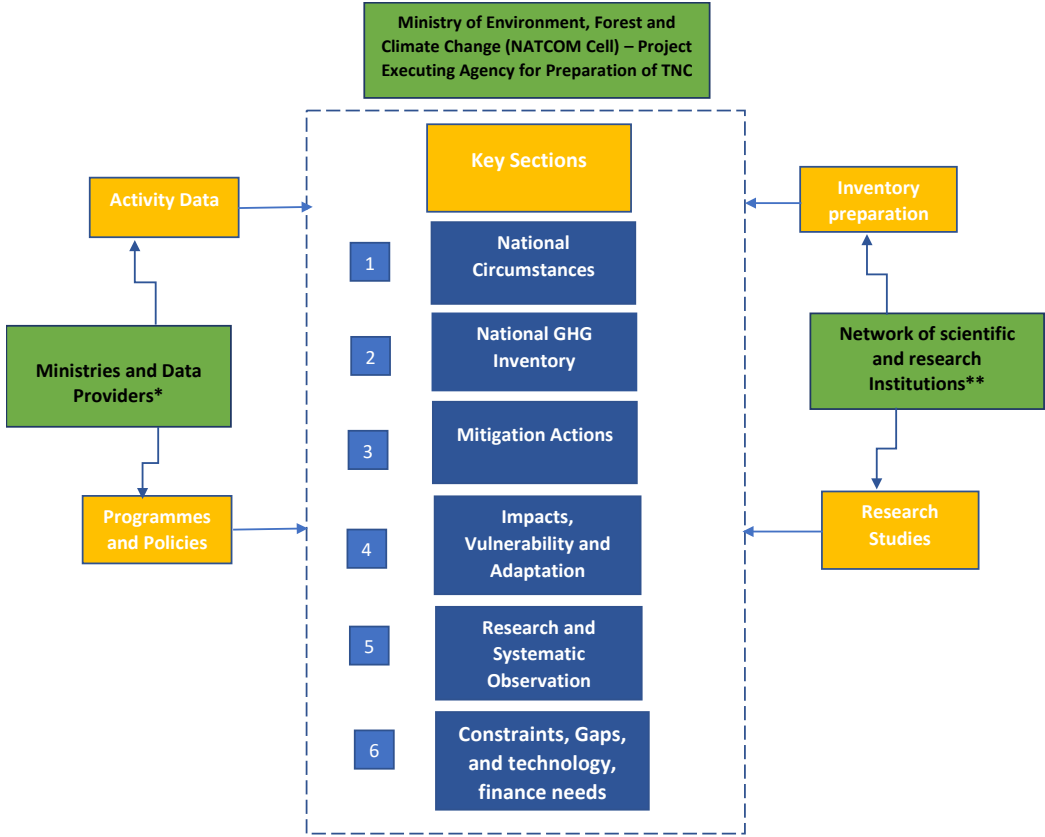 Ministry of Environment, Forest and
Climate Change (NATCOM Cell) – Project
Executing Agency for Preparation of TNC
Key Sections
Activity Data
Inventory
preparation
1
National
Circumstances
2
National GHG
Inventory
Ministries and Data
Providers*
Network of scientific
and research
Institutions**
3
Mitigation Actions
Programmes
and Policies
4
Impacts,
Vulnerability and
Adaptation
Research
Studies
5
Research and
Systematic
Observation
6
Constraints, Gaps,
and technology,
finance needs